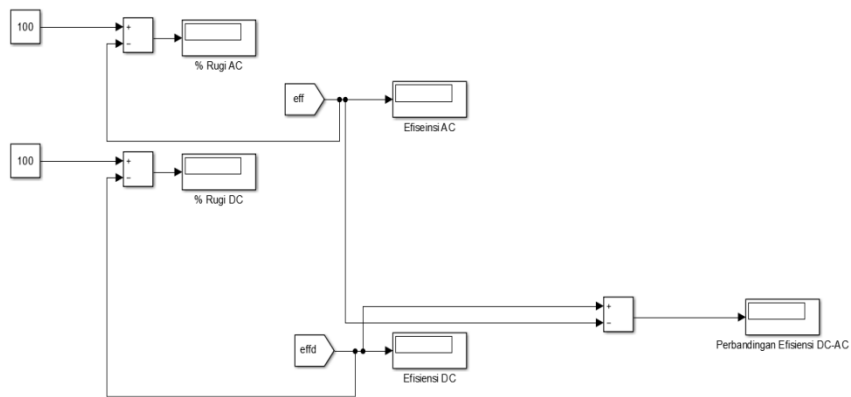 100
+
−
% Rugi AC
eff
Efiseinsi AC
100
+
−
% Rugi DC
+
−
effd
Efisiensi DC
Perbandingan Efisiensi DC-AC